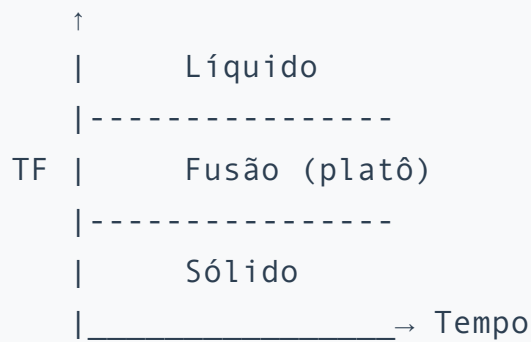 ↑
| Líquido
|----------------
TF | Fusão (platô)
|----------------
| Sólido
|________________→ Tempo